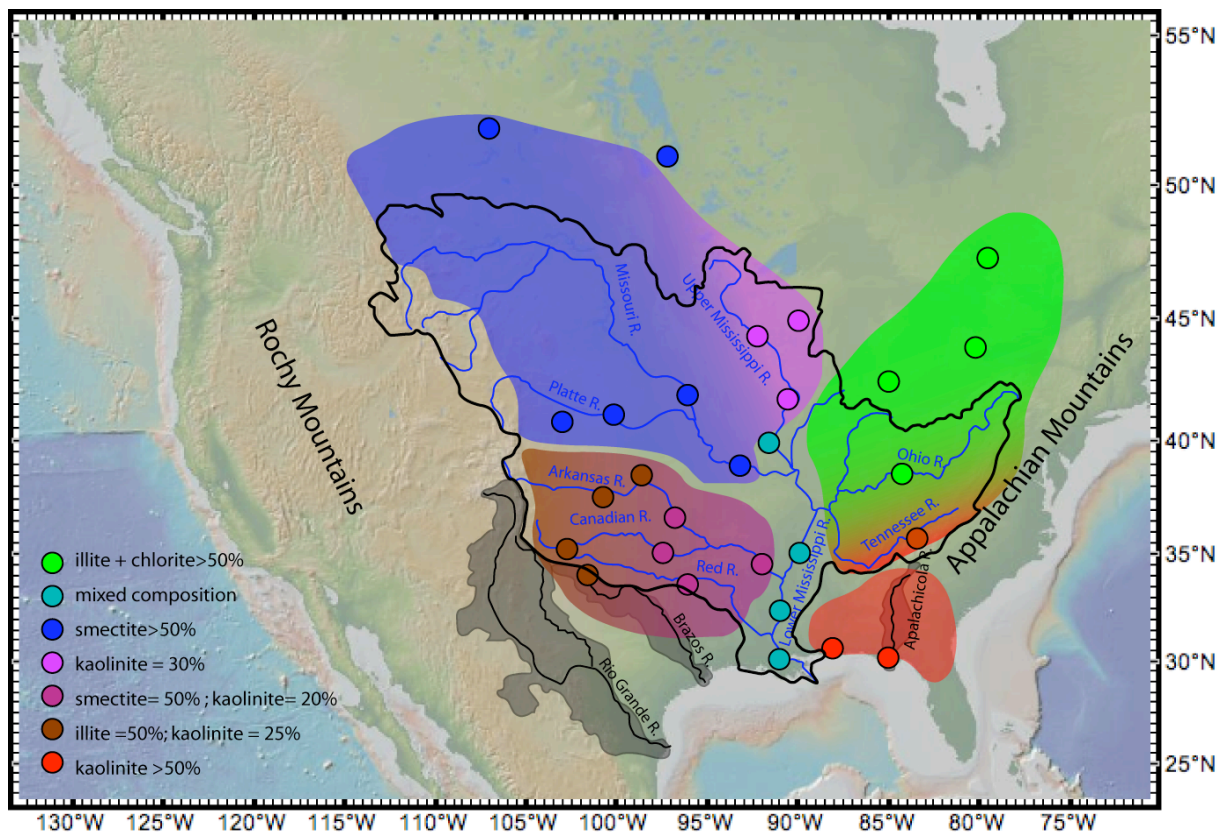 55°N
50°N
45°N
40°N
35°N
30°N
25°N
Rochy Mountains
Appalachian Mountains
Missouri R.
Upper Mississippi R.
Platte R.
Ohio R.
Arkansas R.
Canadian R.
Tennessee R.
Red R.
Lower Mississippi R.
Apalachicola R.
Brazos R.
Rio Grande R.
illite + chlorite>50%
mixed composition
smectite>50%
kaolinite = 30%
smectite= 50% ; kaolinite= 20%
illite =50%; kaolinite = 25%
kaolinite >50%
130°W 125°W 120°W 115°W 110°W 105°W 100°W 95°W 90°W 85°W 80°W 75°W